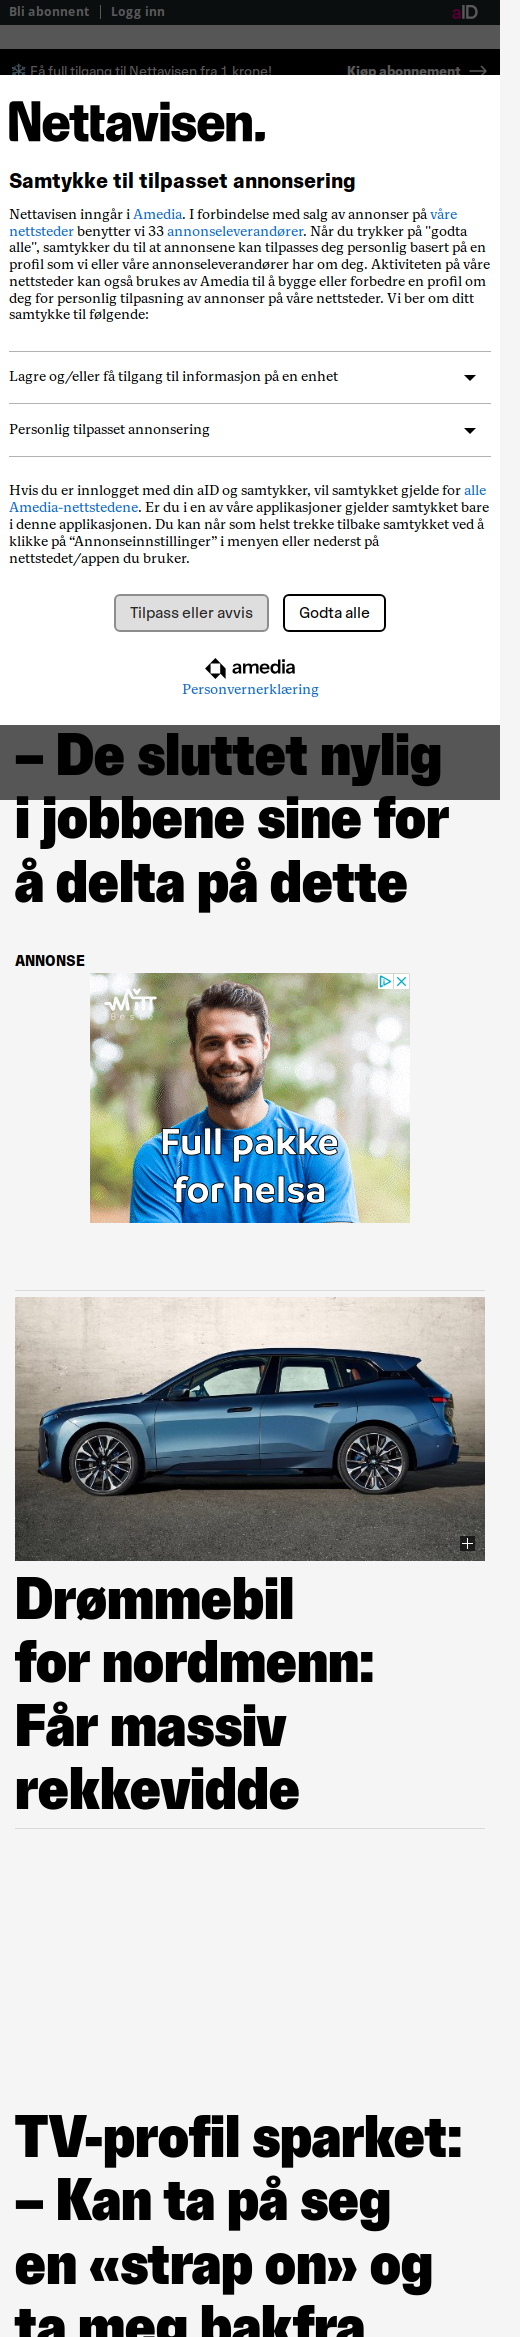 Bli abonnent | Logg inn
aID
Få full tilgang til Nettavisen fra 1 krone!
Kjøp abonnement
Nettavisen.
Samtykke til tilpasset annonsering
Nettavisen inngår i Amedia. I forbindelse med salg av annonser på våre
nettsteder benytter vi 33 annonseleverandører. Når du trykker på "godta
alle", samtykker du til at annonsene kan tilpasses deg personlig basert på en
profil som vi eller våre annonseleverandører har om deg. Aktiviteten på våre
nettsteder kan også brukes av Amedia til å bygge eller forbedre en profil om
deg for personlig tilpasning av annonser på våre nettsteder. Vi ber om ditt
samtykke til følgende:
Lagre og/eller få tilgang til informasjon på en enhet
Personlig tilpasset annonsering
Hvis du er innlogget med din aID og samtykker, vil samtykket gjelde for alle
Amedia-nettstedene. Er du i en av våre applikasjoner gjelder samtykket bare
i denne applikasjonen. Du kan når som helst trekke tilbake samtykket ved å
klikke på “Annonseinnstillinger” i menyen eller nederst på
nettstedet/appen du bruker.
Tilpass eller avvis
Godta alle
amedia
Personvernerklæring
– De sluttet nylig
i jobbene sine for
å delta på dette
ANNONSE
MITT
Beste
Full pakke
for helsa
Drømmebil
for nordmenn:
Får massiv
rekkevidde
TV-profil sparket:
– Kan ta på seg
en «strap on» og
ta meg bakfra